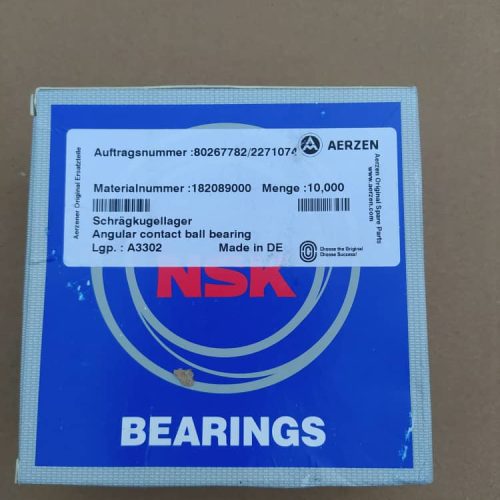 Auftragsnummer :80267782/2271074
AERZEN
Materialnummer :182089000 Menge :10,000
Schrägkugellager
Angular contact ball bearing
Lgp. : A3302 Made in DE
Choose the Original
Choose Success!
Aerzener Original Ersatzteile
Aerzen Original Spare Parts
www.aerzen.com
NSK
BEARINGS